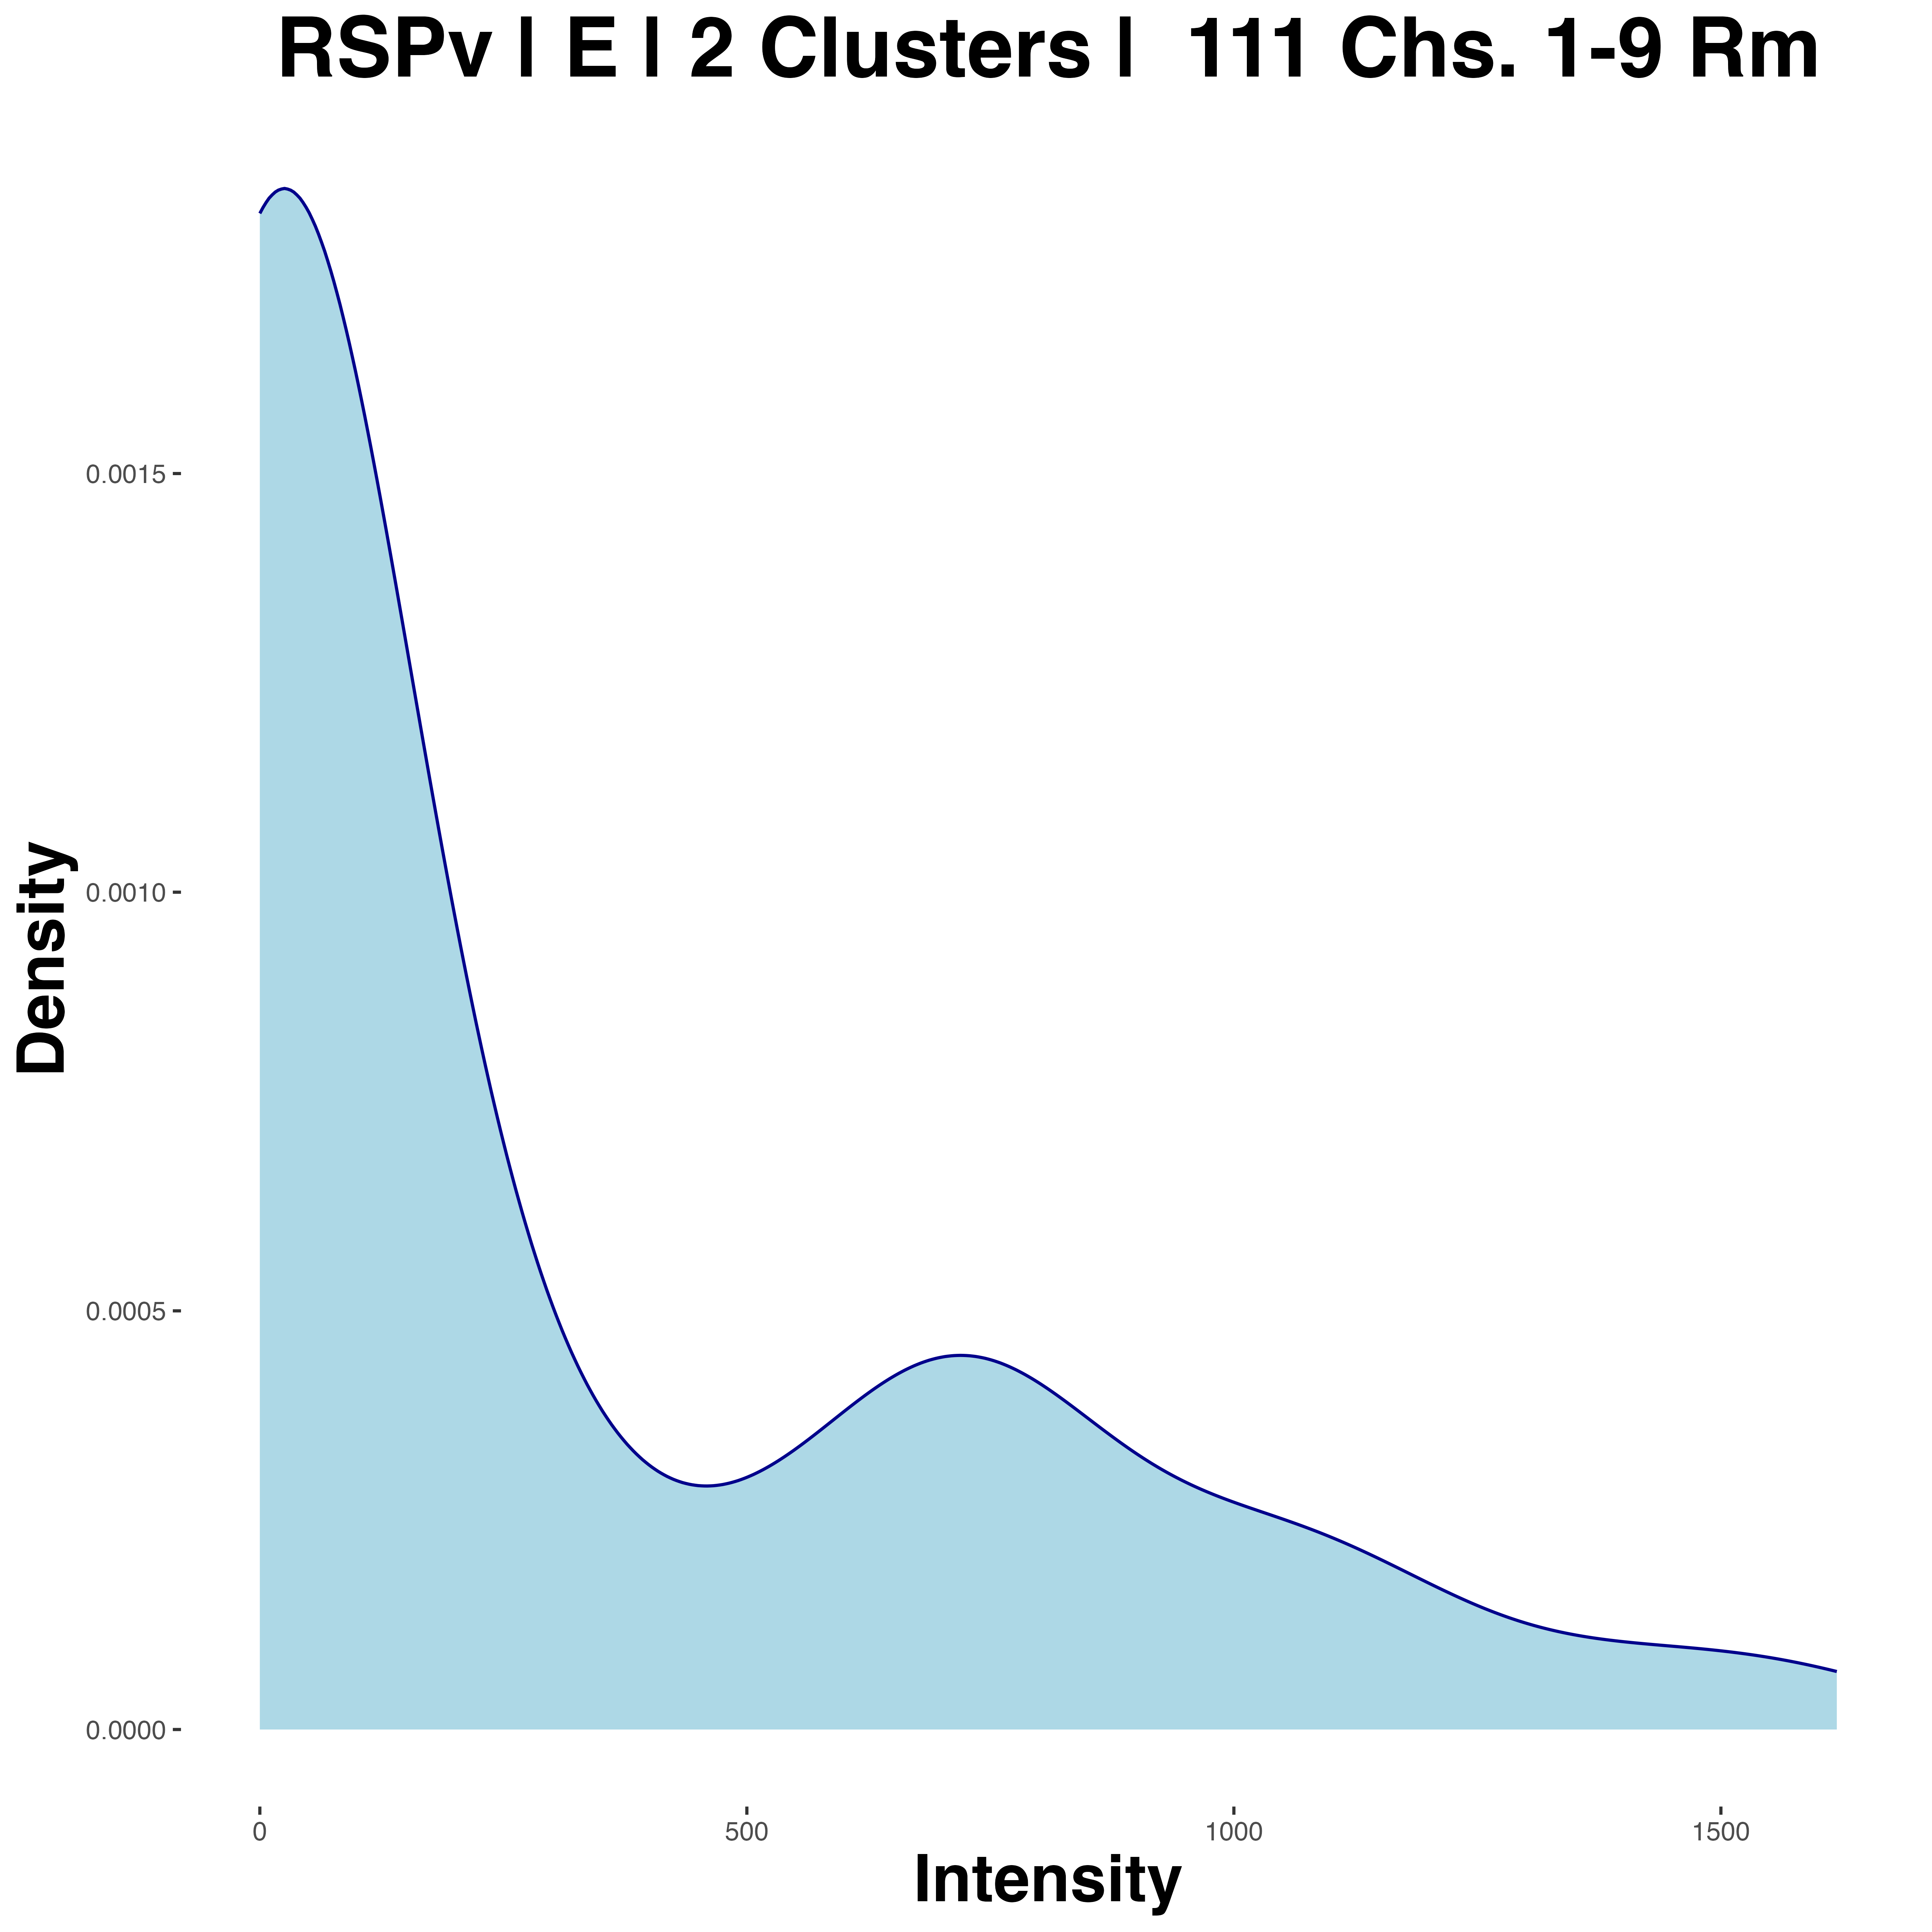 RSPv | E | 2 Clusters |  111 Chs. 1-9 Rm
Density
0.0015
0.0010
0.0005
0.0000
0 500 1000 1500
Intensity